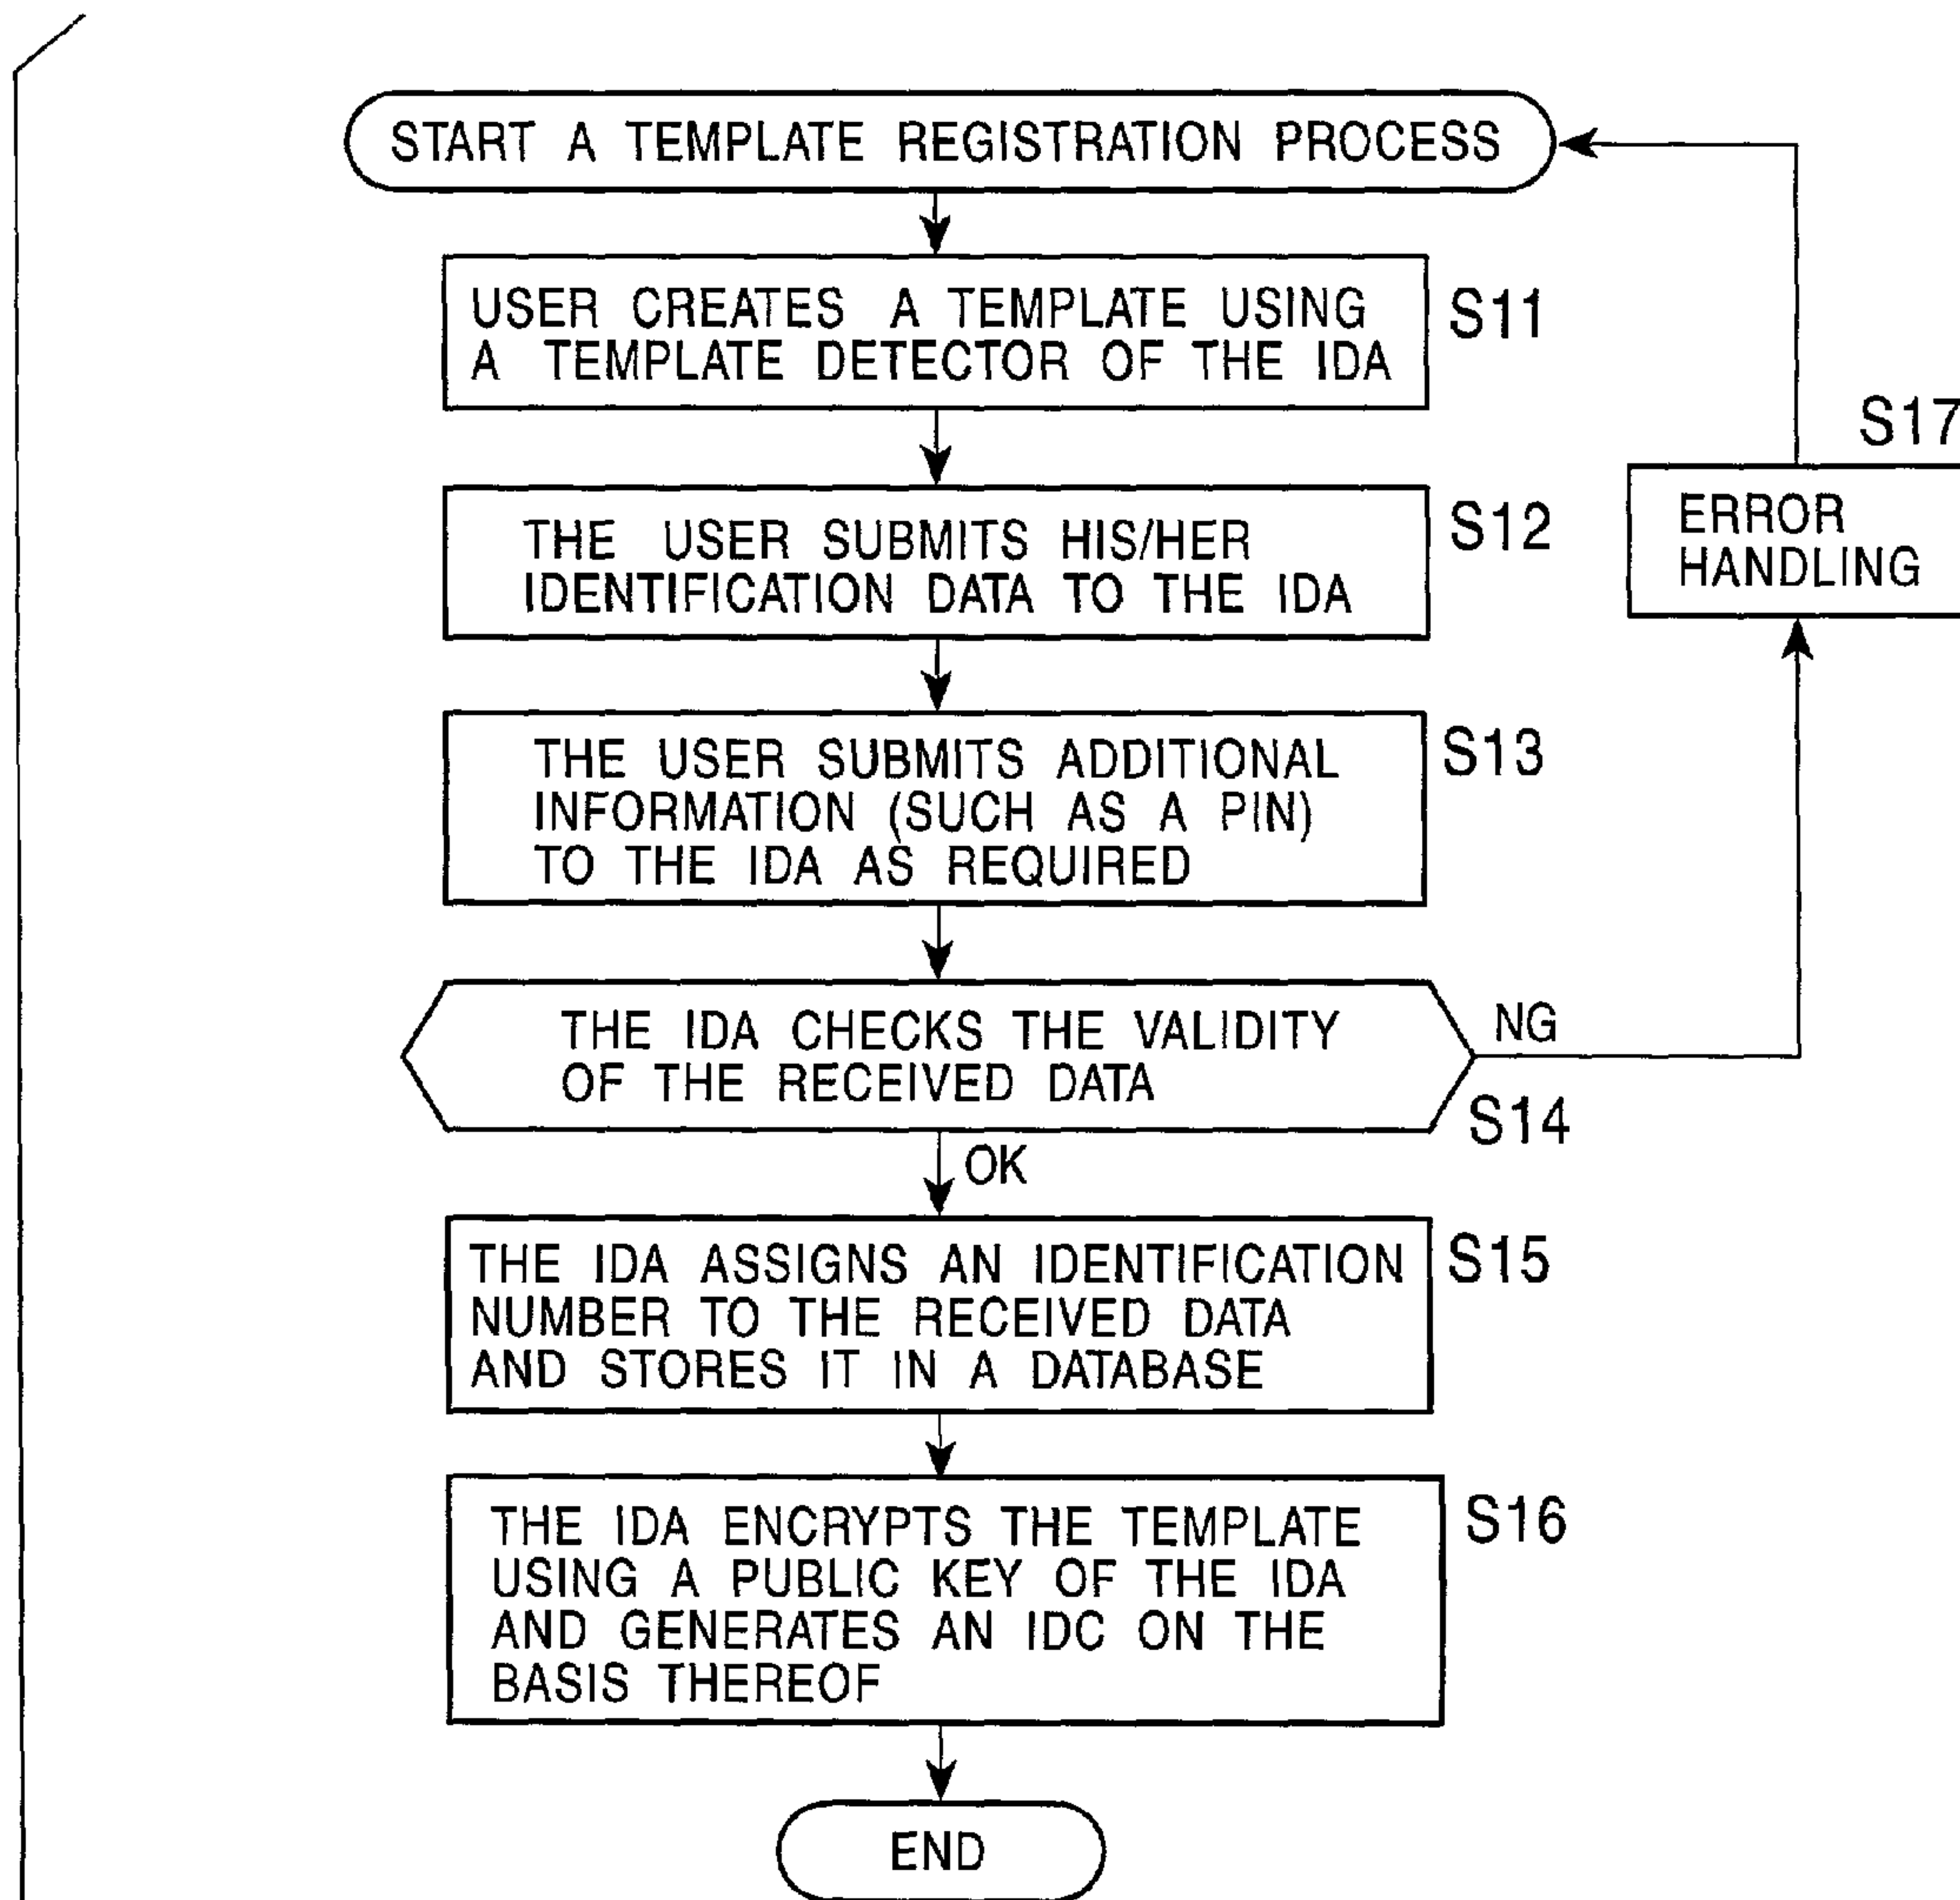 START A TEMPLATE REGISTRATION PROCESS
USER CREATES A TEMPLATE USING
A TEMPLATE DETECTOR OF THE IDA
S11
S17
ERROR
HANDLING
THE USER SUBMITS HIS/HER
IDENTIFICATION DATA TO THE IDA
S12
THE USER SUBMITS ADDITIONAL
INFORMATION (SUCH AS A PIN)
TO THE IDA AS REQUIRED
S13
THE IDA CHECKS THE VALIDITY
OF THE RECEIVED DATA
NG
S14
OK
THE IDA ASSIGNS AN IDENTIFICATION
NUMBER TO THE RECEIVED DATA
AND STORES IT IN A DATABASE
S15
THE IDA ENCRYPTS THE TEMPLATE
USING A PUBLIC KEY OF THE IDA
AND GENERATES AN IDC ON THE
BASIS THEREOF
S16
END